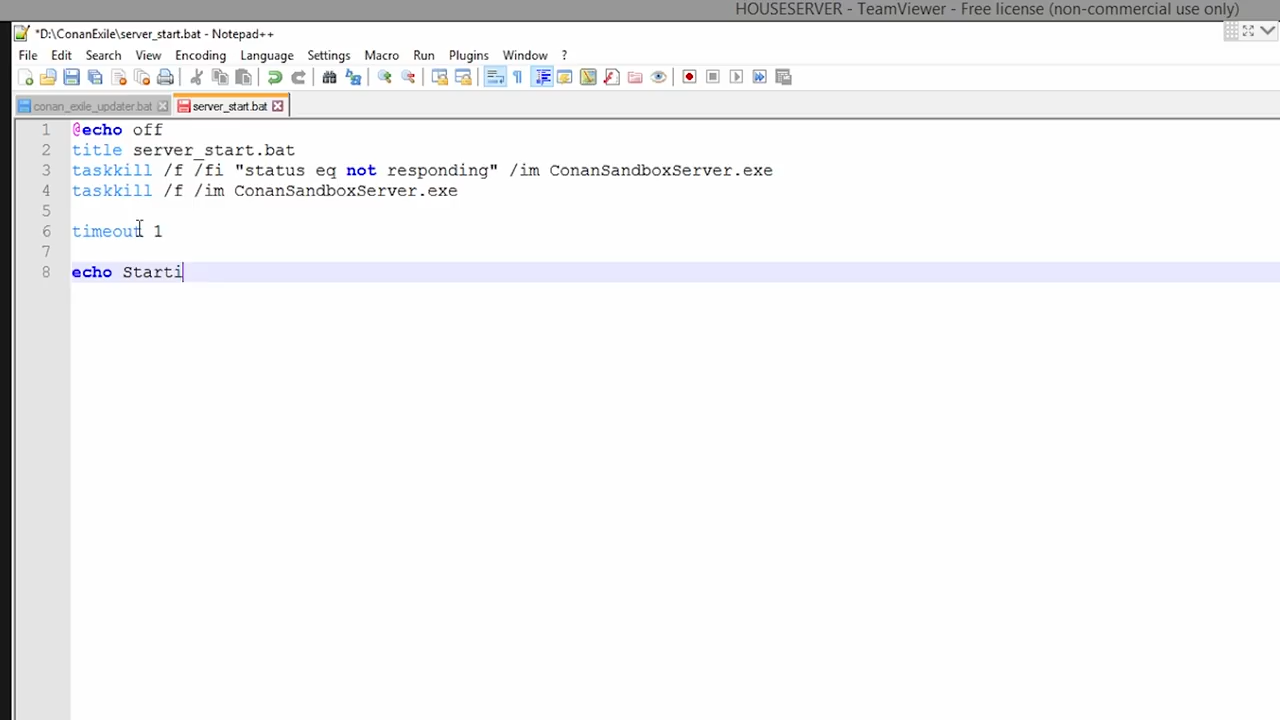 HOUSESERVER - TeamViewer - Free license (non-commercial use only)
*D:\ConanExile\server_start.bat - Notepad++
File Edit Search View Encoding Language Settings Macro Run Plugins Window ?
conan_exile_updater.bat server_start.bat
1 @echo off
2 title server_start.bat
3 taskkill /f /fi "status eq not responding" /im ConanSandboxServer.exe
4 taskkill /f /im ConanSandboxServer.exe
5
6 timeout 1
7
8 echo Starti